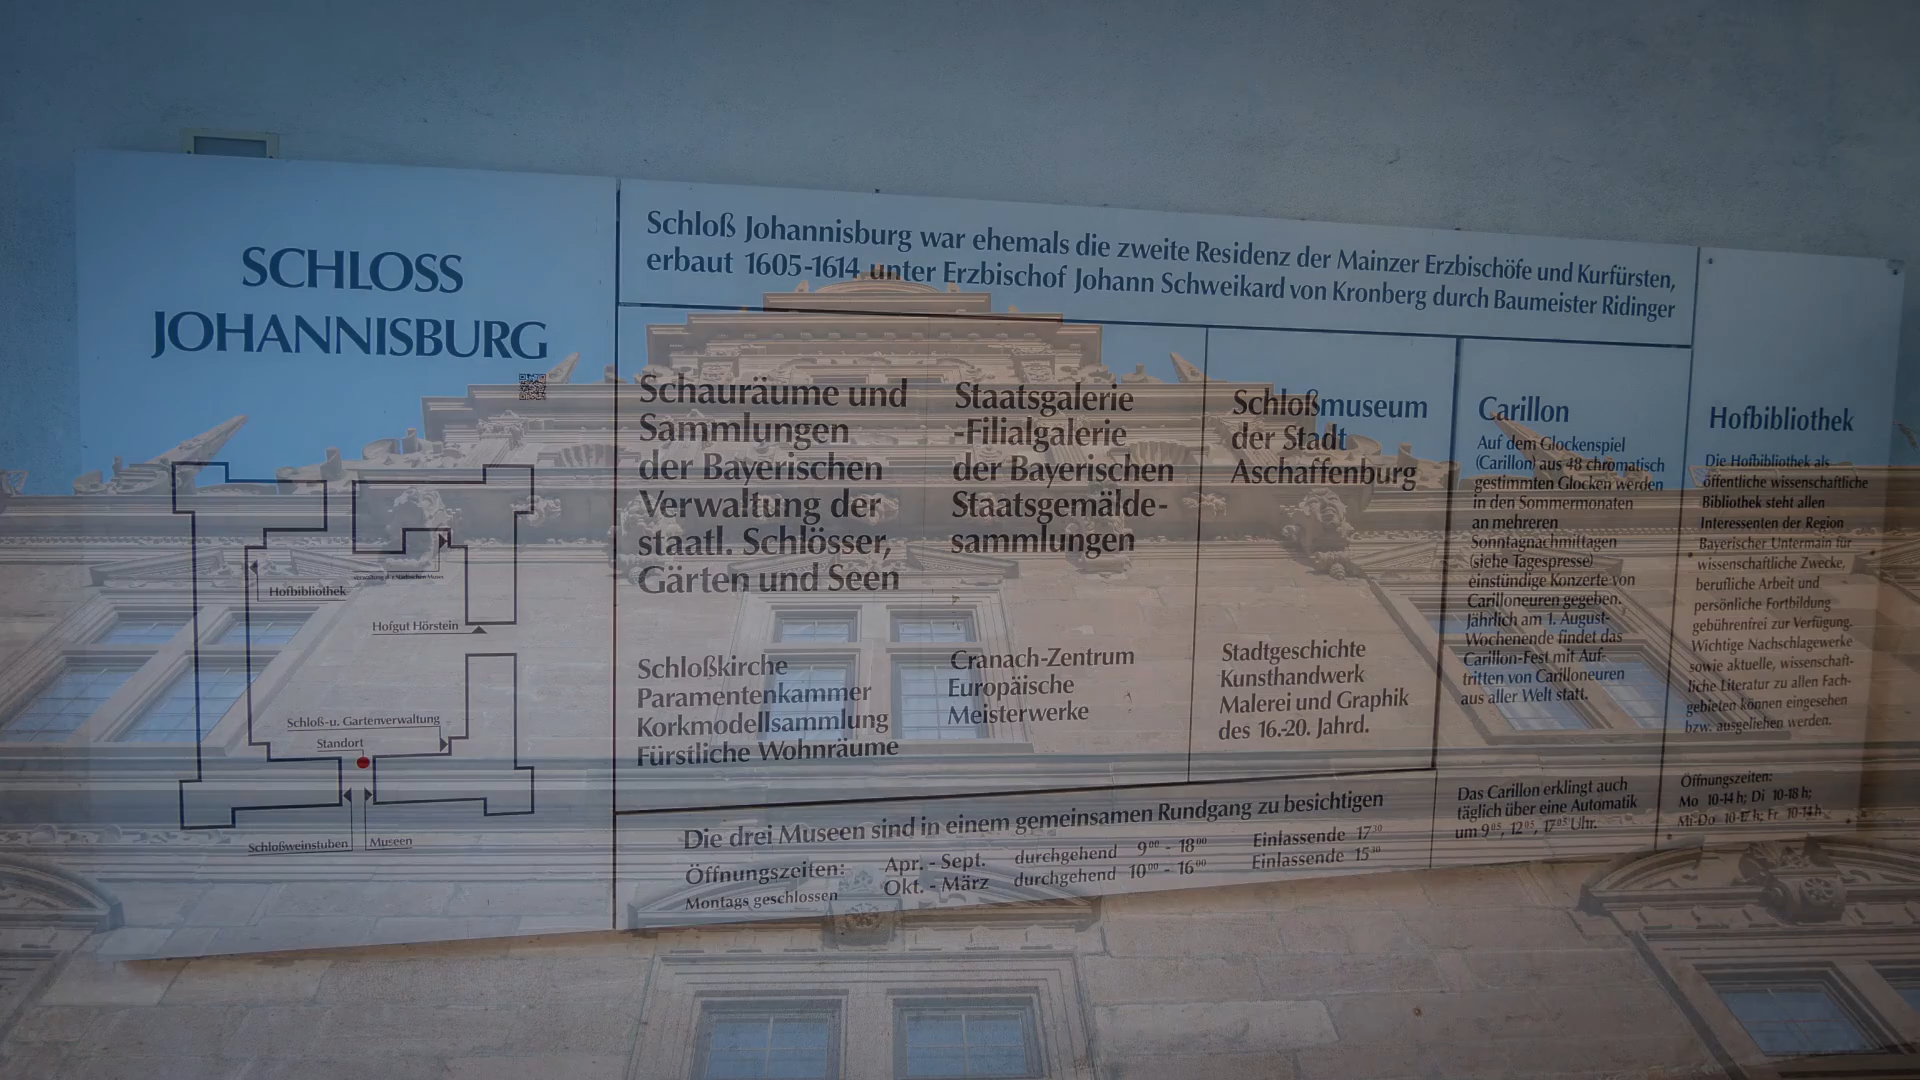 SCHLOSS
JOHANNISBURG
Schloß Johannisburg war ehemals die zweite Residenz der Mainzer Erzbischöfe und Kurfürsten,
erbaut 1605-1614 unter Erzbischof Johann Schweikard von Kronberg durch Baumeister Ridinger
Hofbibliothek
Hofgut Hörstein
Schloß-u. Gartenverwaltung
Standort
Schloßweinstuben
Museen
Schauräume und
Sammlungen
der Bayerischen
Verwaltung der
staatl. Schlösser,
Gärten und Seen
Schloßkirche
Paramentenkammer
Korkmodellsammlung
Fürstliche Wohnräume
Staatsgalerie
-Filialgalerie
der Bayerischen
Staatsgemälde-
sammlungen
Cranach-Zentrum
Europäische
Meisterwerke
Schloßmuseum
der Stadt
Aschaffenburg
Stadtgeschichte
Kunsthandwerk
Malerei und Graphik
des 16.-20. Jahrd.
Die drei Museen sind in einem gemeinsamen Rundgang zu besichtigen
Öffnungszeiten: Apr. - Sept. durchgehend 9⁰⁰ - 18⁰⁰ Einlassende 17³⁰
Okt. - März durchgehend 10⁰⁰ - 16⁰⁰ Einlassende 15³⁰
Montags geschlossen
Carillon
Auf dem Glockenspiel
(Carillon) aus 48 chromatisch
gestimmten Glocken werden
in den Sommermonaten
an mehreren
Sonntagnachmittagen
(siehe Tagespresse)
einstündige Konzerte von
Carilloneuren gegeben.
Jährlich am 1. August-
Wochenende findet das
Carillon-Fest mit Auf-
tritten von Carilloneuren
aus aller Welt statt.
Das Carillon erklingt auch
täglich über eine Automatik
um 9⁰⁵, 12⁰⁵, 17⁰⁵ Uhr.
Hofbibliothek
Die Hofbibliothek als
öffentliche wissenschaftliche
Bibliothek steht allen
Interessenten der Region
Bayerischer Untermain für
wissenschaftliche Zwecke,
berufliche Arbeit und
persönliche Fortbildung
gebührenfrei zur Verfügung.
Wichtige Nachschlagewerke
sowie aktuelle, wissenschaft-
liche Literatur zu allen Fach-
gebieten können eingesehen
bzw. ausgeliehen werden.
Öffnungszeiten:
Mo 10-14 h; Di 10-18 h;
Mi-Do 10-17 h; Fr 10-14 h